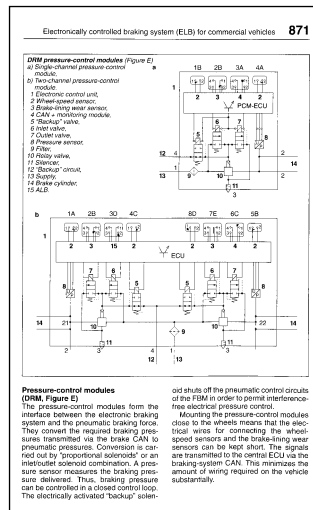 Electronically controlled braking system (ELB) for commercial vehicles 871
DRM pressure-control modules (Figure E)
a) Single-channel pressure-control
module.
b) Two-channel pressure-control
module.
1 Electronic control unit,
2 Wheel-speed sensor,
3 Brake-lining wear sensor,
4 CAN + monitoring module.
5 "Backup" valve,
6 Inlet valve,
7 Outlet valve.
8 Pressure sensor,
9 Filter,
10 Relay valve,
11 Silencer,
12 "Backup" circuit,
13 Supply.
14 Brake cylinder,
15 ALB.
a
1B 2B 3A 4A
1
2 3 4 2
PCM-ECU
6 7
5
8
12 4
2
14
1
13
9
10
2
11
3
b
1A 2B 3D 4C 8D 7E 6C 5B
1
2 3 15 2 2 3 4 2
ECU
7 6 6 7
8 5 5 8
14 21 10 10 22 14
9
11 11
2 3 4 1 3 2
12 13
Pressure-control modules
(DRM, Figure E)
The pressure-control modules form the
interface between the electronic braking
system and the pneumatic braking force.
They convert the required braking pres-
sures transmitted via the brake CAN to
pneumatic pressures. Conversion is car-
ried out by "proportional solenoids" or an
inlet/outlet solenoid combination. A pres-
sure sensor measures the braking pres-
sure delivered. Thus, braking pressure
can be controlled in a closed control loop.
The electrically activated "backup" solen-
oid shuts off the pneumatic control circuits
of the FBM in order to permit interference-
free electrical pressure control.
Mounting the pressure-control modules
close to the wheels means that the elec-
trical wires for connecting the wheel-
speed sensors and the brake-lining wear
sensors can be kept short. The signals
are transmitted to the central ECU via the
braking-system CAN. This minimizes the
amount of wiring required on the vehicle
substantially.